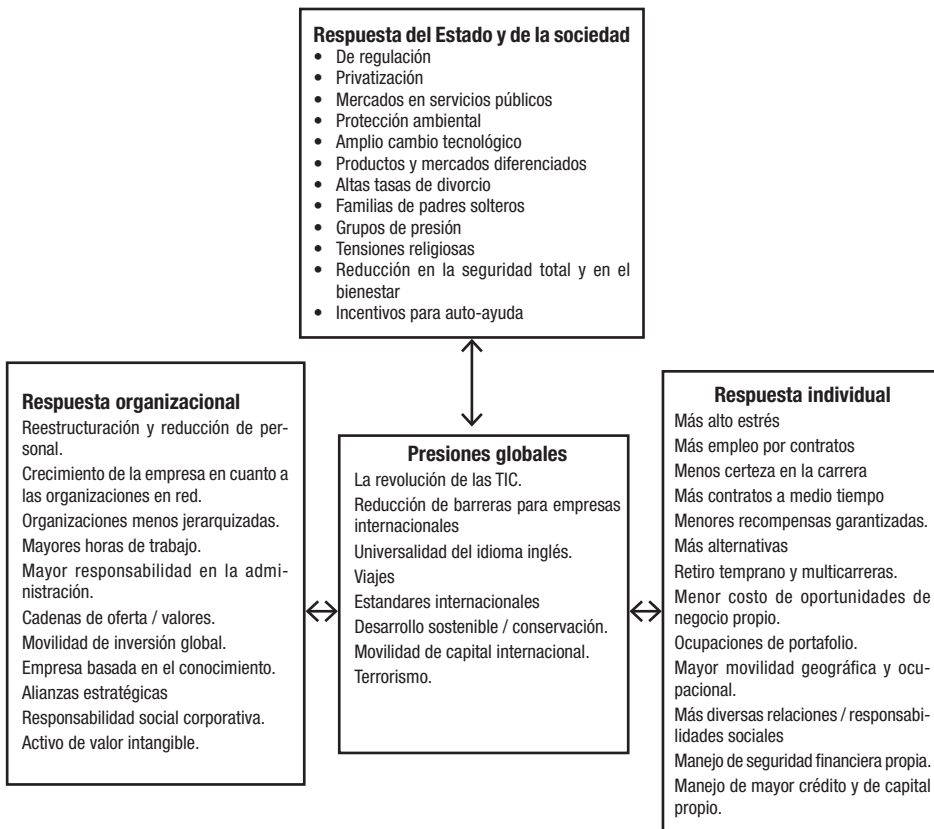 Respuesta del Estado y de la sociedad
• De regulación
• Privatización
• Mercados en servicios públicos
• Protección ambiental
• Amplio cambio tecnológico
• Productos y mercados diferenciados
• Altas tasas de divorcio
• Familias de padres solteros
• Grupos de presión
• Tensiones religiosas
• Reducción en la seguridad total y en el
bienestar
• Incentivos para auto-ayuda
Respuesta organizacional
Reestructuración y reducción de per-
sonal.
Crecimiento de la empresa en cuanto a
las organizaciones en red.
Organizaciones menos jerarquizadas.
Mayores horas de trabajo.
Mayor responsabilidad en la admi-
nistración.
Cadenas de oferta / valores.
Movilidad de inversión global.
Empresa basada en el conocimiento.
Alianzas estratégicas
Responsabilidad social corporativa.
Activo de valor intangible.
Presiones globales
La revolución de las TIC.
Reducción de barreras para empresas
internacionales
Universalidad del idioma inglés.
Viajes
Estandares internacionales
Desarrollo sostenible / conservación.
Movilidad de capital internacional.
Terrorismo.
Respuesta individual
Más alto estrés
Más empleo por contratos
Menos certeza en la carrera
Más contratos a medio tiempo
Menores recompensas garantizadas.
Más alternativas
Retiro temprano y multicarreras.
Menor costo de oportunidades de
negocio propio.
Ocupaciones de portafolio.
Mayor movilidad geográfica y ocu-
pacional.
Más diversas relaciones / responsabi-
lidades sociales
Manejo de seguridad financiera propia.
Manejo de mayor crédito y de capital
propio.